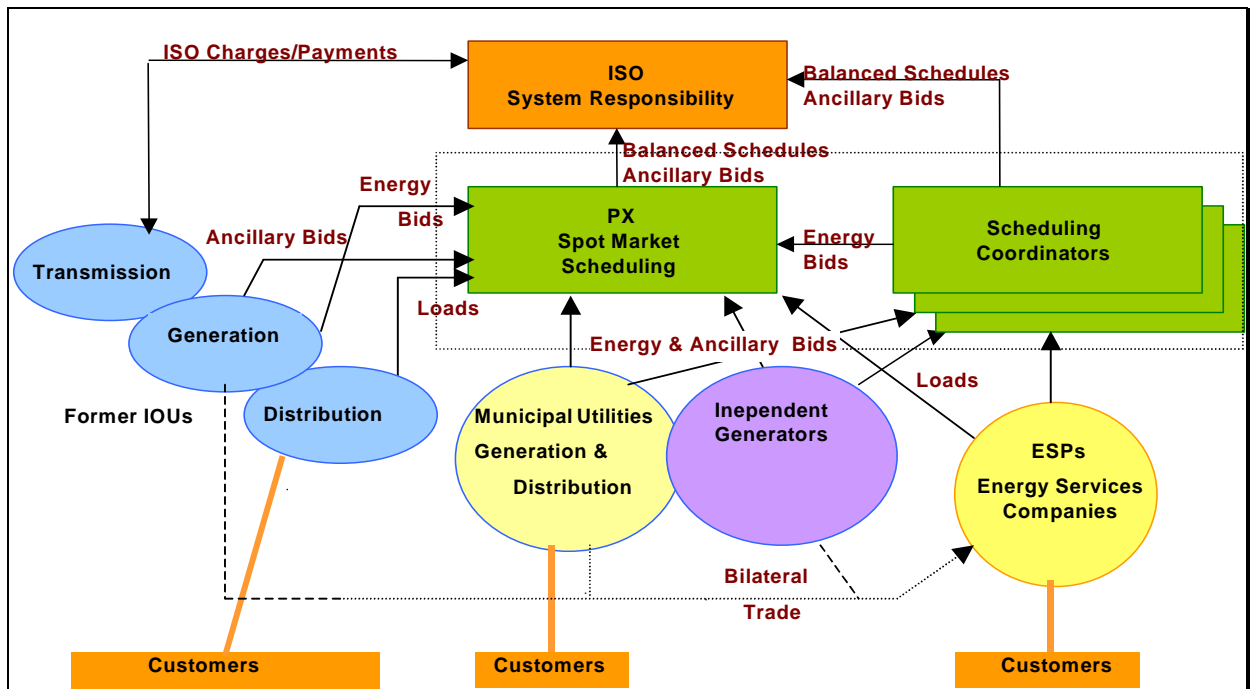 ISO Charges/Payments
ISO
System Responsibility
Balanced Schedules
Ancillary Bids
Balanced Schedules
Ancillary Bids
Energy
Bids
Ancillary Bids
Loads
PX
Spot Market
Scheduling
Energy
Bids
Scheduling
Coordinators
Transmission
Generation
Distribution
Former IOUs
Energy & Ancillary Bids
Loads
Municipal Utilities
Generation &
Distribution
Inependent
Generators
ESPs
Energy Services
Companies
Bilateral
Trade
Customers
Customers
Customers